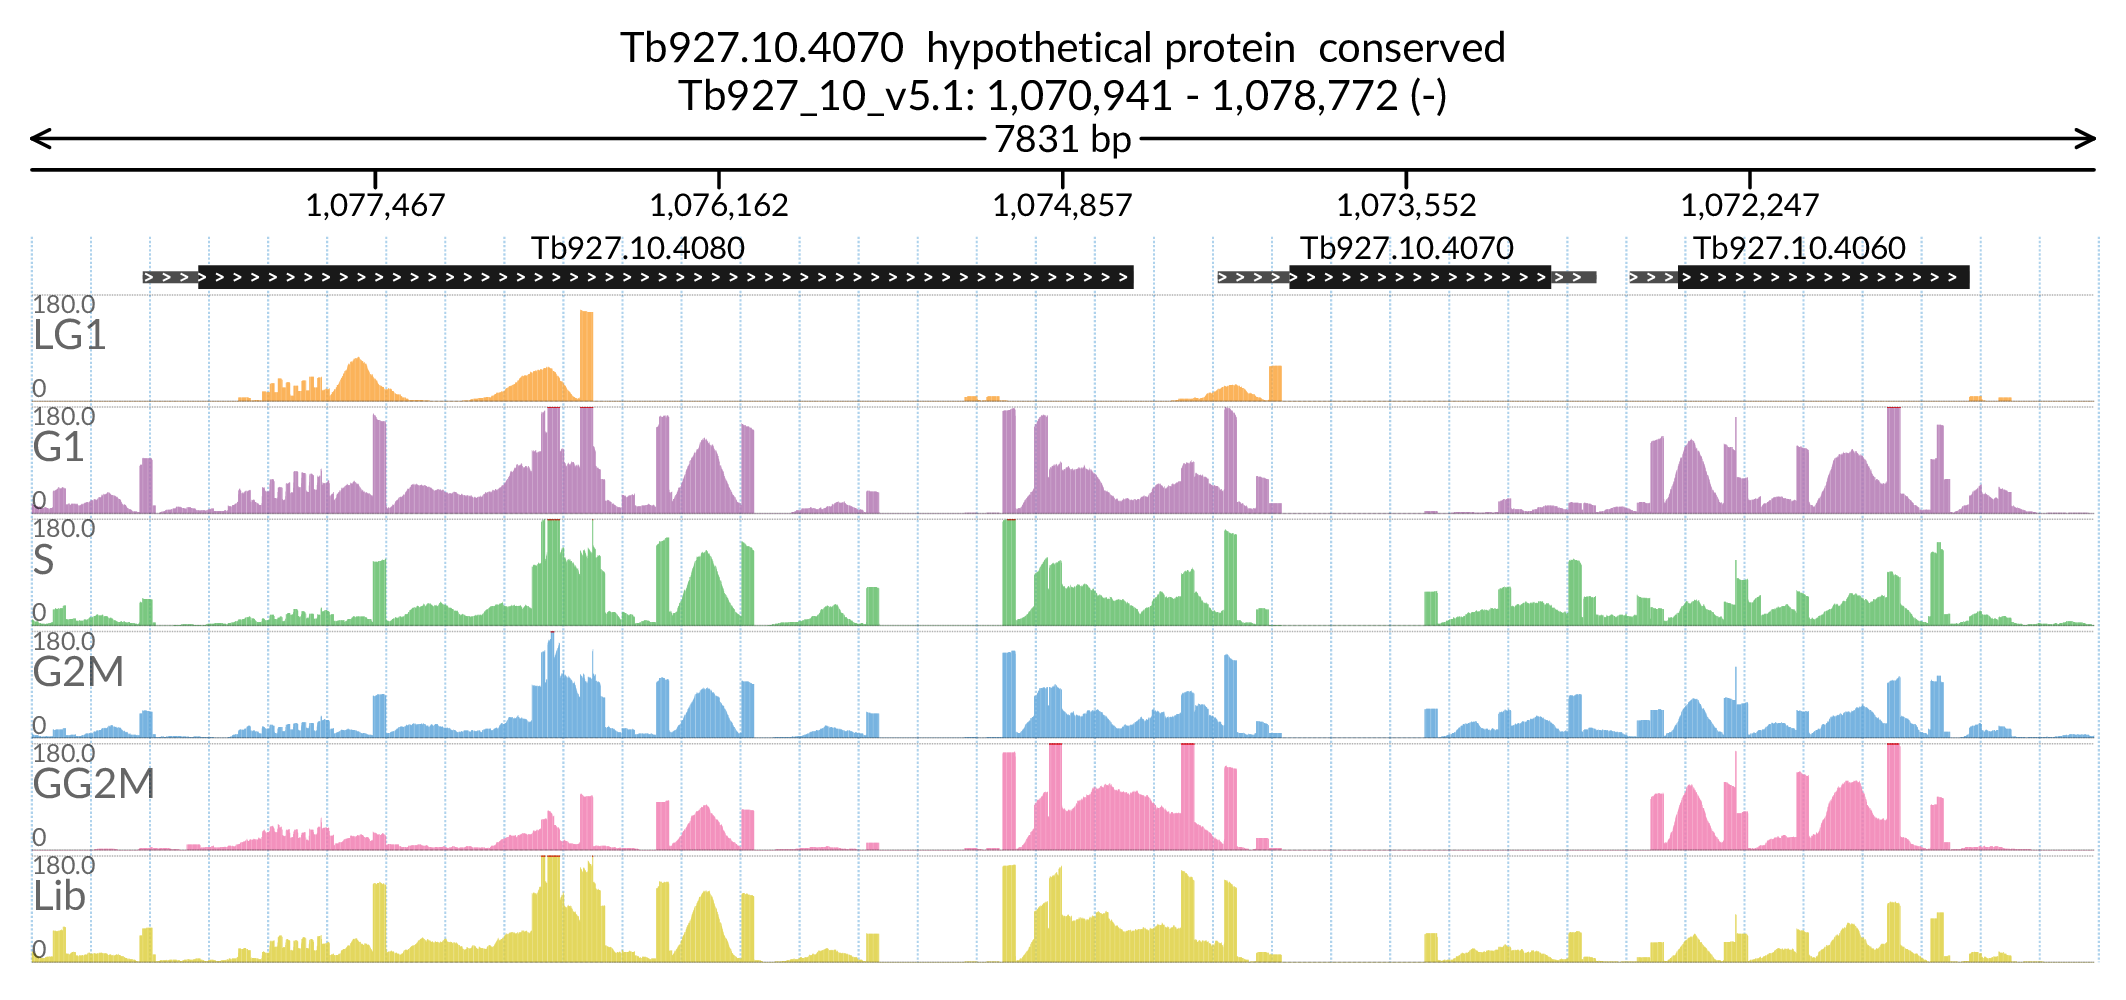 Tb927.10.4070 hypothetical protein conserved
Tb927_10_v5.1: 1,070,941 - 1,078,772 (-)
7831 bp
1,077,467 1,076,162 1,074,857 1,073,552 1,072,247
Tb927.10.4080 Tb927.10.4070 Tb927.10.4060
180.0
LG1
0
180.0
G1
0
180.0
S
0
180.0
G2M
0
180.0
GG2M
0
180.0
Lib
0